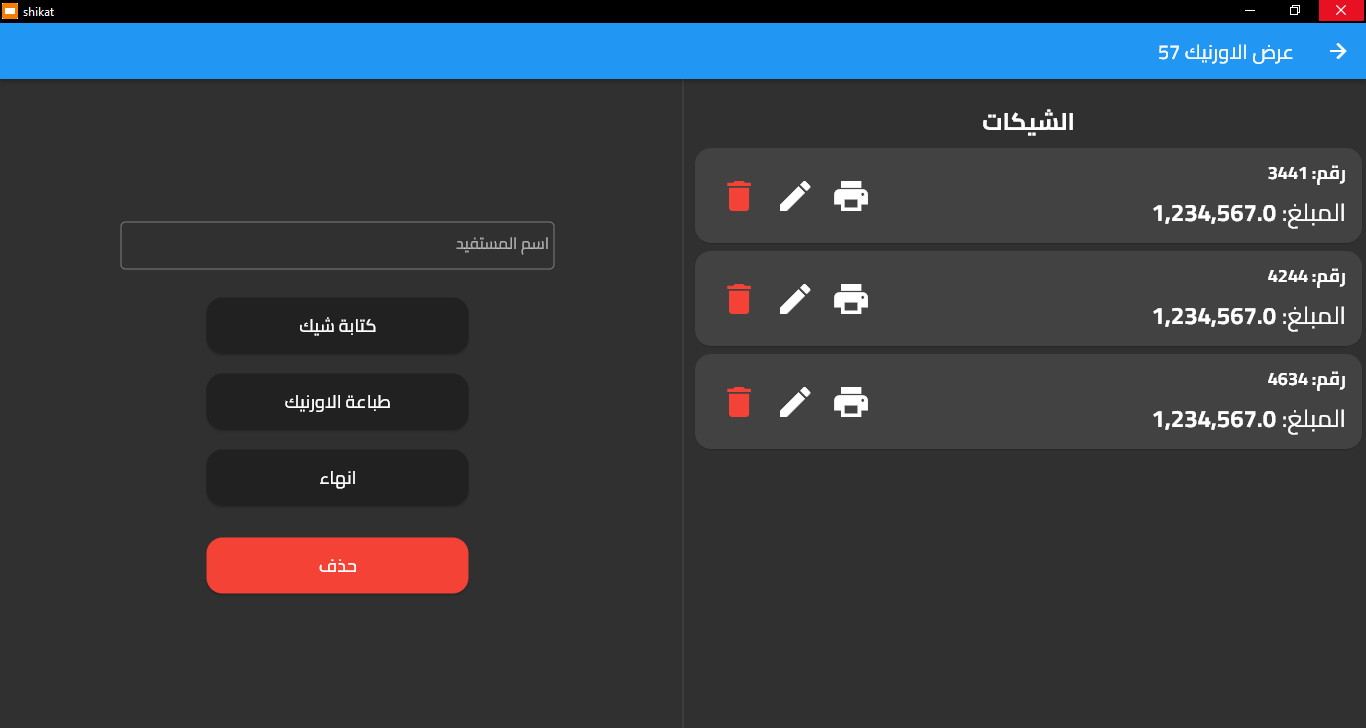 shikat
عرض الاورنيك 57
الشيكات
رقم: 3441
المبلغ: 1,234,567.0
رقم: 4244
المبلغ: 1,234,567.0
رقم: 4634
المبلغ: 1,234,567.0
اسم المستفيد
كتابة شيك
طباعة الاورنيك
انهاء
حذف